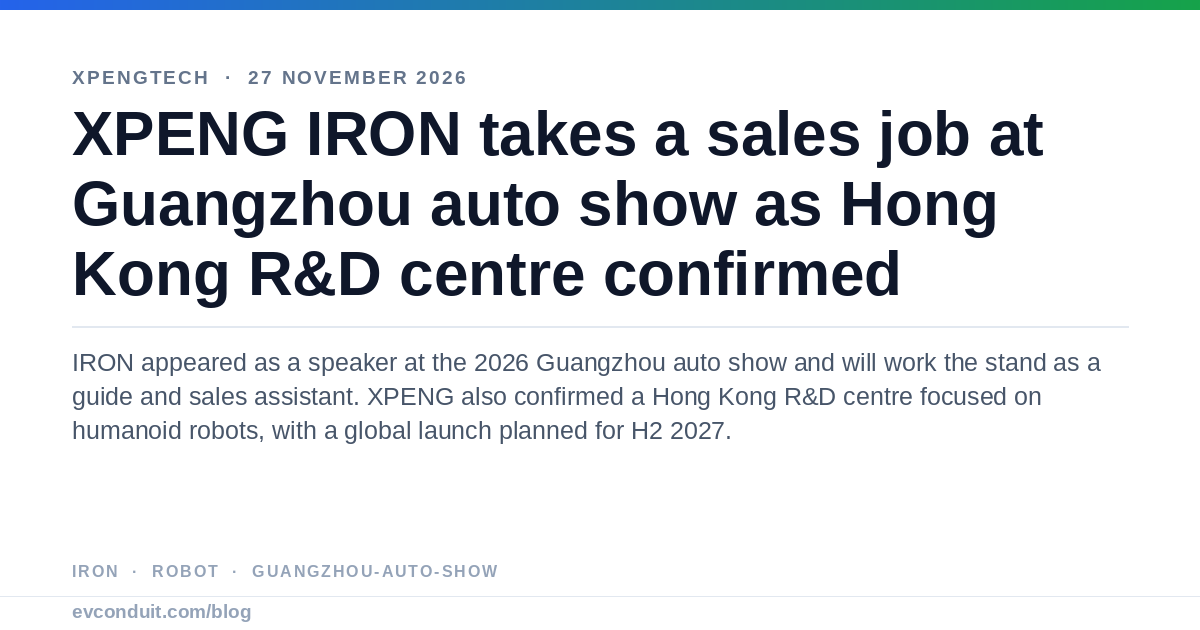 XPENGTECH · 27 NOVEMBER 2026
XPENG IRON takes a sales job at
Guangzhou auto show as Hong
Kong R&D centre confirmed
IRON appeared as a speaker at the 2026 Guangzhou auto show and will work the stand as a
guide and sales assistant. XPENG also confirmed a Hong Kong R&D centre focused on
humanoid robots, with a global launch planned for H2 2027.
IRON · ROBOT · GUANGZHOU-AUTO-SHOW
evconduit.com/blog